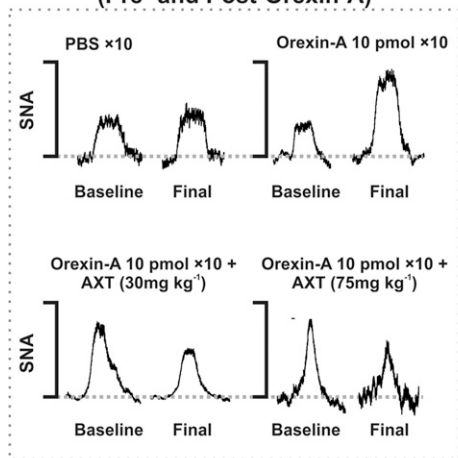 (Pre- and Post-Orexin-A)
PBS ×10
Orexin-A 10 pmol ×10
SNA
Baseline
Final
Baseline
Final
Orexin-A 10 pmol ×10 +
AXT (30mg kg⁻¹)
Orexin-A 10 pmol ×10 +
AXT (75mg kg⁻¹)
SNA
Baseline
Final
Baseline
Final